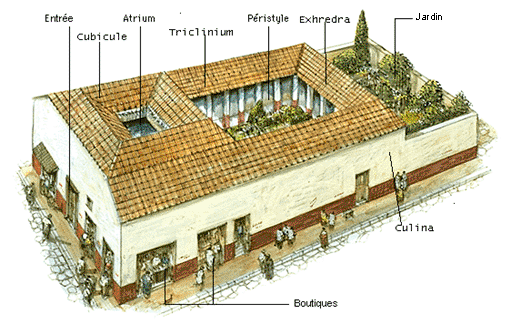 Entrée
Atrium
Péristyle
Exhredra
Jardin
Cubicule
Triclinium
Culina
Boutiques